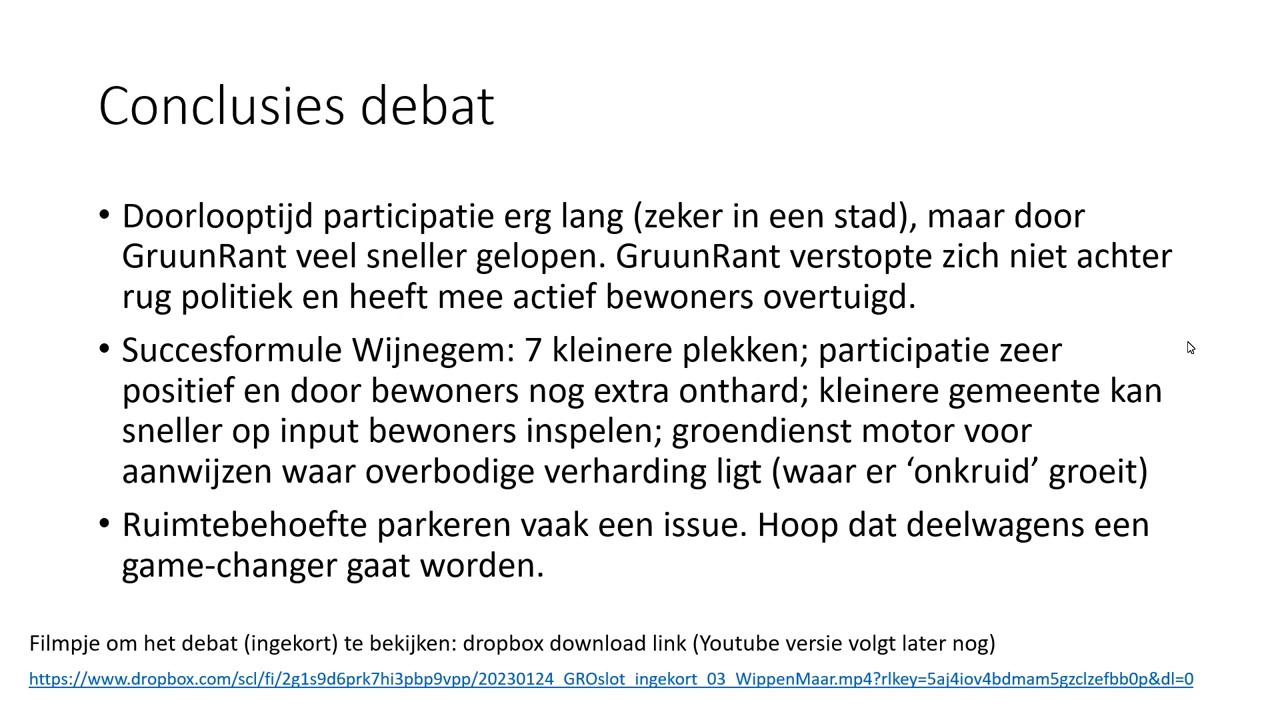 Conclusies debat
• Doorlooptijd participatie erg lang (zeker in een stad), maar door
GruunRant veel sneller gelopen. GruunRant verstopte zich niet achter
rug politiek en heeft mee actief bewoners overtuigd.
• Succesformule Wijnegem: 7 kleinere plekken; participatie zeer
positief en door bewoners nog extra onthard; kleinere gemeente kan
sneller op input bewoners inspelen; groendienst motor voor
aanwijzen waar overbodige verharding ligt (waar er ‘onkruid’ groeit)
• Ruimtebehoefte parkeren vaak een issue. Hoop dat deelwagens een
game-changer gaat worden.
Filmpje om het debat (ingekort) te bekijken: dropbox download link (Youtube versie volgt later nog)
https://www.dropbox.com/scl/fi/2g1s9d6prk7hi3pbp9vpp/20230124_GROslot_ingekort_03_WippenMaar.mp4?rlkey=5aj4iov4bdmam5gzclzefbb0p&dl=0